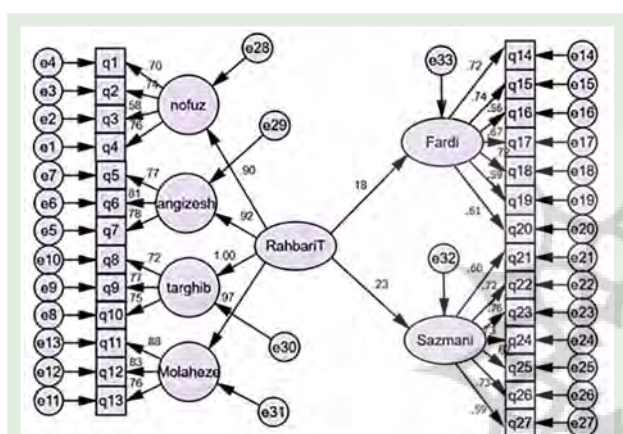 e28
e4 q1 .70
e3 q2 .74
nofuz
e2 q3 .58
e1 q4 .76
e29
.90
e7 q5 .77
e6 q6 .81
angizesh
e5 q7 .78
.92
RahbariT
e10 q8 .72
1.00
e9 q9 .77
targhib
e8 q10 .75
.97
e30
e13 q11 .88
e12 q12 .83
Molaheze
e11 q13 .76
e31
e33
.72 q14 e14
.74 q15 e15
q16 e16
Fardi
.67 q17 e17
q18 e18
.59 q19 e19
.61 q20 e20
18
e32
.23
.60 q21 e21
.72 q22 e22
.76 q23 e23
Sazmani
q24 e24
q25 e25
.73 q26 e26
.59 q27 e27